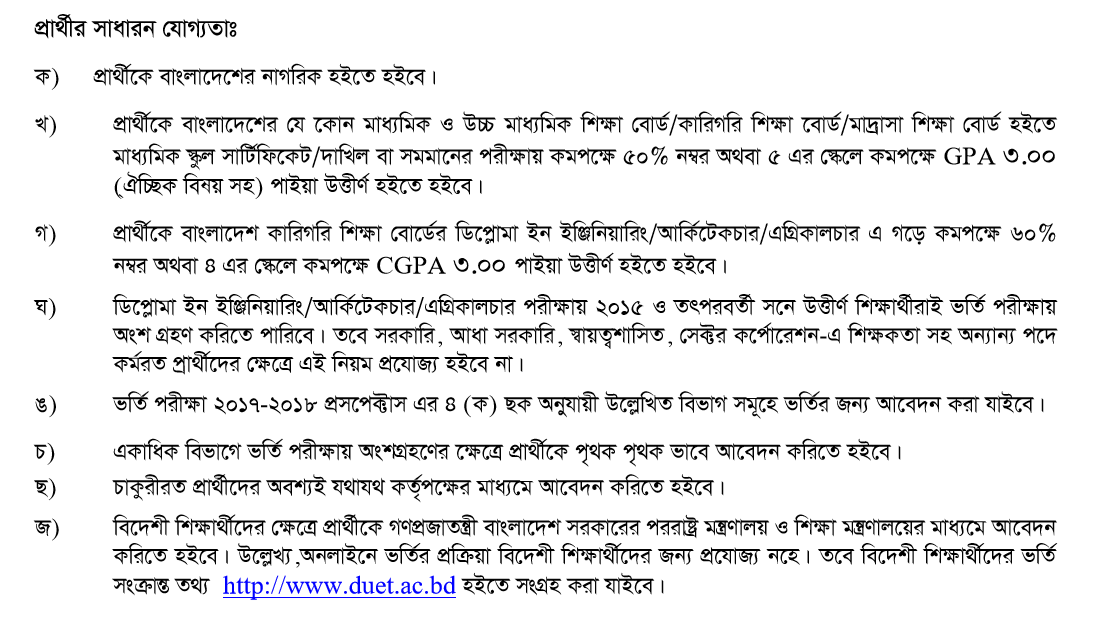 প্রার্থীর সাধারন যোগ্যতাঃ
ক) প্রার্থীকে বাংলাদেশের নাগরিক হইতে হইবে।
খ) প্রার্থীকে বাংলাদেশের যে কোন মাধ্যমিক ও উচ্চ মাধ্যমিক শিক্ষা বোর্ড/কারিগরি শিক্ষা বোর্ড/মাদ্রাসা শিক্ষা বোর্ড হইতে
মাধ্যমিক স্কুল সার্টিফিকেট/দাখিল বা সমমানের পরীক্ষায় কমপক্ষে ৫০% নম্বর অথবা ৫ এর স্কেলে কমপক্ষে GPA ৩.০০
(ঐচ্ছিক বিষয় সহ) পাইয়া উত্তীর্ণ হইতে হইবে।
গ) প্রার্থীকে বাংলাদেশ কারিগরি শিক্ষা বোর্ডের ডিপ্লোমা ইন ইঞ্জিনিয়ারিং/আর্কিটেকচার/এগ্রিকালচার এ গড়ে কমপক্ষে ৬০%
নম্বর অথবা ৪ এর স্কেলে কমপক্ষে CGPA ৩.০০ পাইয়া উত্তীর্ণ হইতে হইবে।
ঘ) ডিপ্লোমা ইন ইঞ্জিনিয়ারিং/আর্কিটেকচার/এগ্রিকালচার পরীক্ষায় ২০১৫ ও তৎপরবর্তী সনে উত্তীর্ণ শিক্ষার্থীরাই ভর্তি পরীক্ষায়
অংশ গ্রহণ করিতে পারিবে। তবে সরকারি, আধা সরকারি, স্বায়ত্বশাসিত, সেক্টর কর্পোরেশন-এ শিক্ষকতা সহ অন্যান্য পদে
কর্মরত প্রার্থীদের ক্ষেত্রে এই নিয়ম প্রযোজ্য হইবে না।
ঙ) ভর্তি পরীক্ষা ২০১৭-২০১৮ প্রসপেক্টাস এর ৪ (ক) ছক অনুযায়ী উল্লেখিত বিভাগ সমূহে ভর্তির জন্য আবেদন করা যাইবে।
চ) একাধিক বিভাগে ভর্তি পরীক্ষায় অংশগ্রহণের ক্ষেত্রে প্রার্থীকে পৃথক পৃথক ভাবে আবেদন করিতে হইবে।
ছ) চাকুরীরত প্রার্থীদের অবশ্যই যথাযথ কর্তৃপক্ষের মাধ্যমে আবেদন করিতে হইবে।
জ) বিদেশী শিক্ষার্থীদের ক্ষেত্রে প্রার্থীকে গণপ্রজাতন্ত্রী বাংলাদেশ সরকারের পররাষ্ট্র মন্ত্রণালয় ও শিক্ষা মন্ত্রণালয়ের মাধ্যমে আবেদন
করিতে হইবে। উল্লেখ্য ,অনলাইনে ভর্তির প্রক্রিয়া বিদেশী শিক্ষার্থীদের জন্য প্রযোজ্য নহে। তবে বিদেশী শিক্ষার্থীদের ভর্তি
সংক্রান্ত তথ্য http://www.duet.ac.bd হইতে সংগ্রহ করা যাইবে।